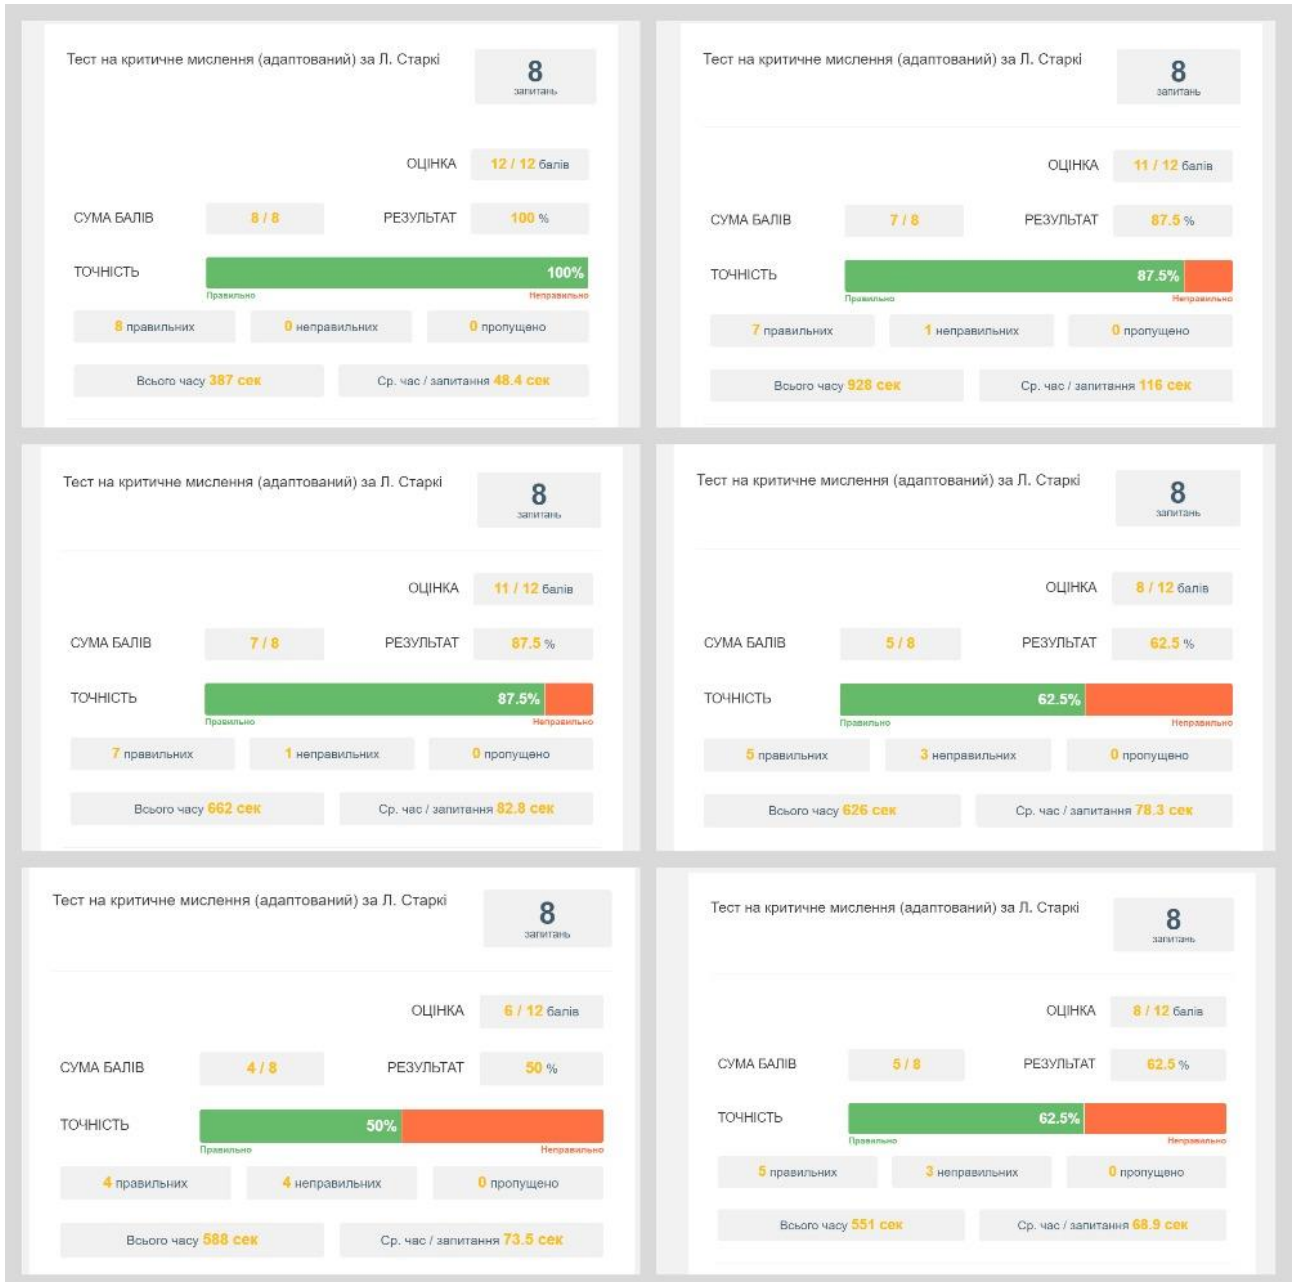 Тест на критичне мислення (адаптований) за Л. Старкі
8
запитань
ОЦІНКА 12 / 12 балів
СУМА БАЛІВ 8 / 8 РЕЗУЛЬТАТ 100 %
ТОЧНІСТЬ 100%
Правильно Неправильно
8 правильних 0 неправильних 0 пропущено
Всього часу 387 сек Ср. час / запитання 48.4 сек
Тест на критичне мислення (адаптований) за Л. Старкі
8
запитань
ОЦІНКА 11 / 12 балів
СУМА БАЛІВ 7 / 8 РЕЗУЛЬТАТ 87.5 %
ТОЧНІСТЬ 87.5%
Правильно Неправильно
7 правильних 1 неправильних 0 пропущено
Всього часу 928 сек Ср. час / запитання 116 сек
Тест на критичне мислення (адаптований) за Л. Старкі
8
запитань
ОЦІНКА 11 / 12 балів
СУМА БАЛІВ 7 / 8 РЕЗУЛЬТАТ 87.5 %
ТОЧНІСТЬ 87.5%
Правильно Неправильно
7 правильних 1 неправильних 0 пропущено
Всього часу 662 сек Ср. час / запитання 82.8 сек
Тест на критичне мислення (адаптований) за Л. Старкі
8
запитань
ОЦІНКА 8 / 12 балів
СУМА БАЛІВ 5 / 8 РЕЗУЛЬТАТ 62.5 %
ТОЧНІСТЬ 62.5%
Правильно Неправильно
5 правильних 3 неправильних 0 пропущено
Всього часу 626 сек Ср. час / запитання 78.3 сек
Тест на критичне мислення (адаптований) за Л. Старкі
8
запитань
ОЦІНКА 6 / 12 балів
СУМА БАЛІВ 4 / 8 РЕЗУЛЬТАТ 50 %
ТОЧНІСТЬ 50%
Правильно Неправильно
4 правильних 4 неправильних 0 пропущено
Всього часу 588 сек Ср. час / запитання 73.5 сек
Тест на критичне мислення (адаптований) за Л. Старкі
8
запитань
ОЦІНКА 8 / 12 балів
СУМА БАЛІВ 5 / 8 РЕЗУЛЬТАТ 62.5 %
ТОЧНІСТЬ 62.5%
Правильно Неправильно
5 правильних 3 неправильних 0 пропущено
Всього часу 551 сек Ср. час / запитання 68.9 сек